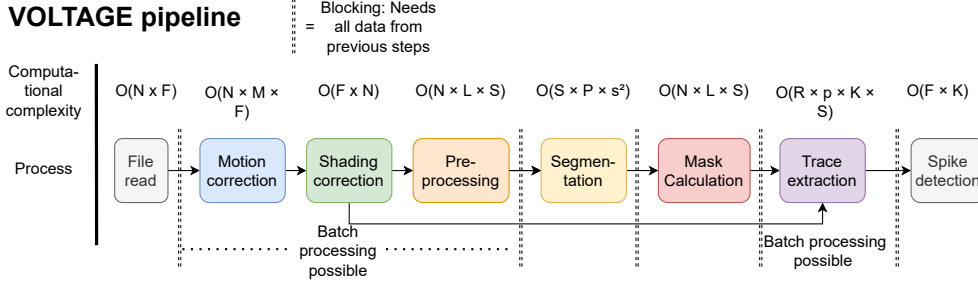 VOLTAGE pipeline
Blocking: Needs
= all data from
previous steps
Computa-
tional
complexity
O(N x F)
O(N × M ×
F)
O(F x N)
O(N × L × S)
O(S × P × s²)
O(N × L × S)
O(R × p × K ×
S)
O(F × K)
Process
File
read
Motion
correction
Shading
correction
Pre-
processing
Segmen-
tation
Mask
Calculation
Trace
extraction
Spike
detection
Batch
processing
possible
Batch processing
possible